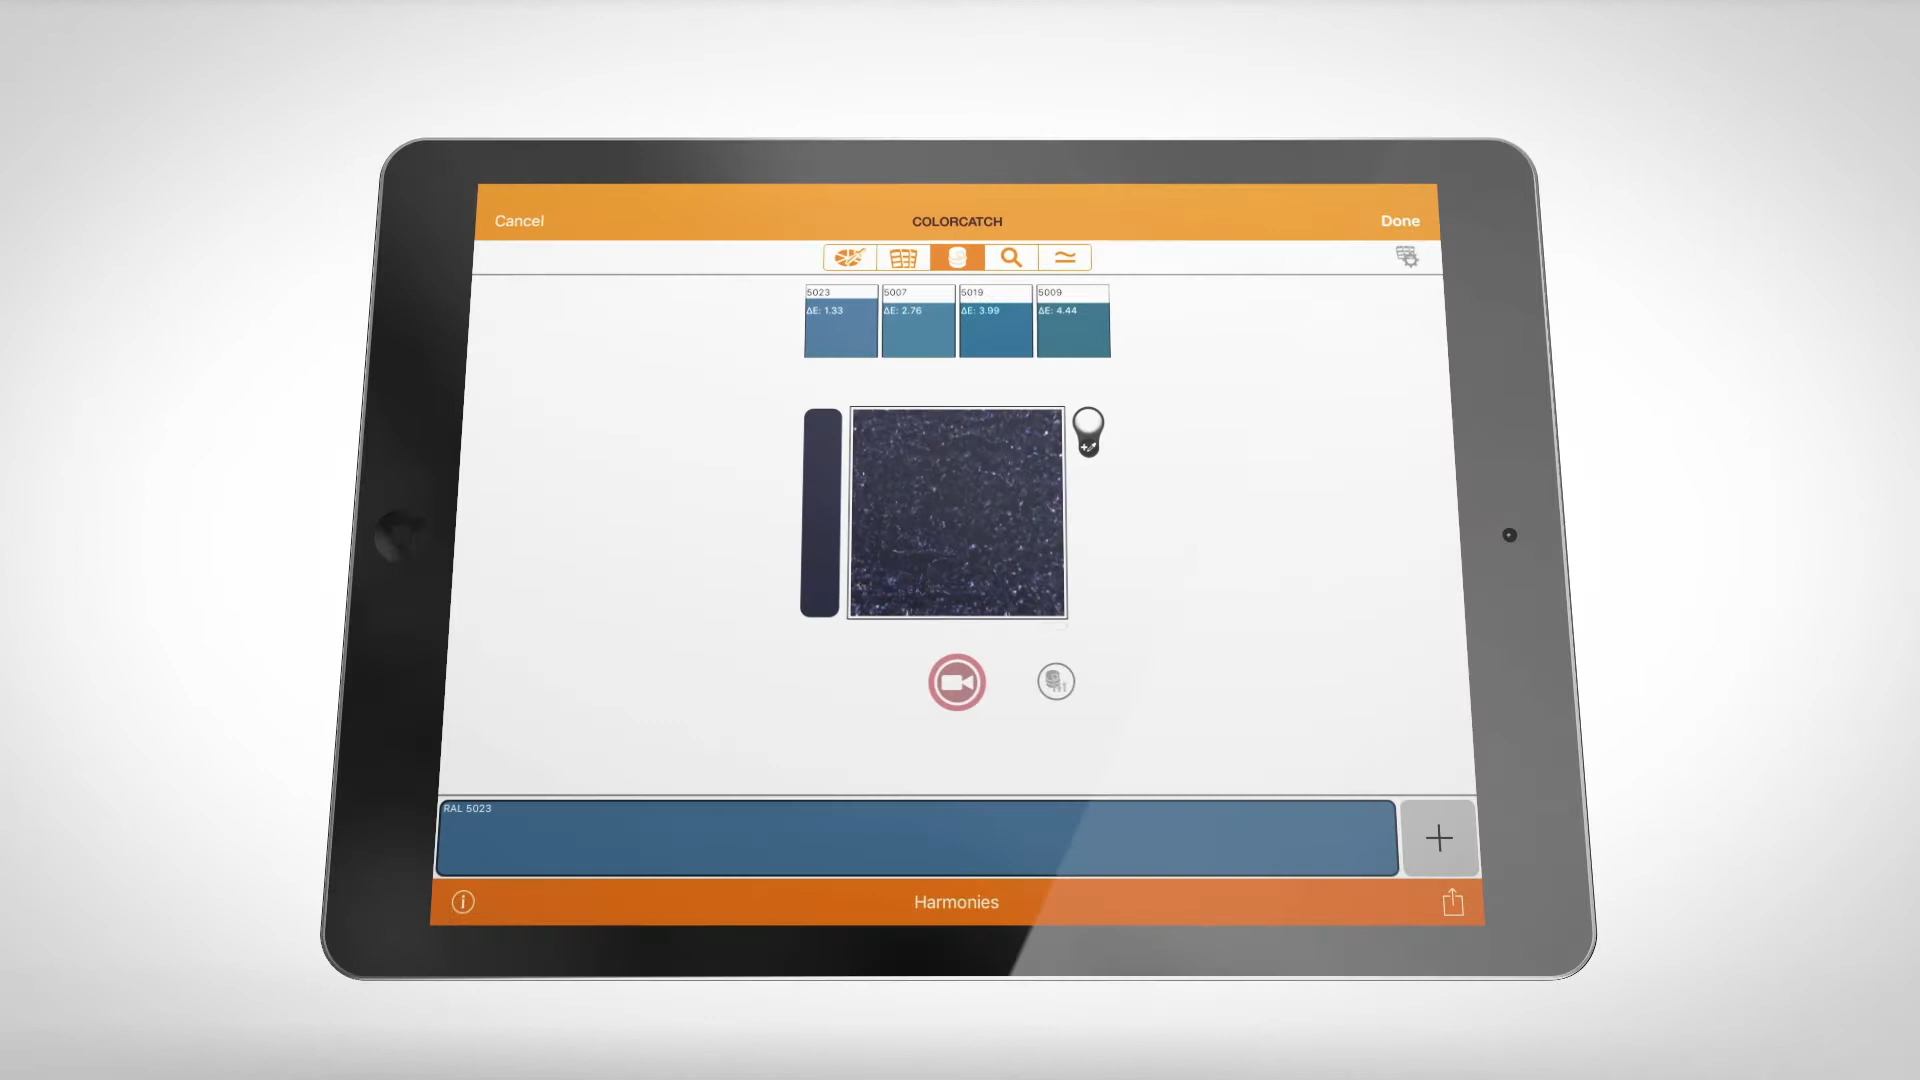 Cancel
COLORCATCH
Done
5023
5007
5019
5009
ΔE: 1.33
ΔE: 2.76
ΔE: 3.99
ΔE: 4.44
RAL 5023
Harmonies